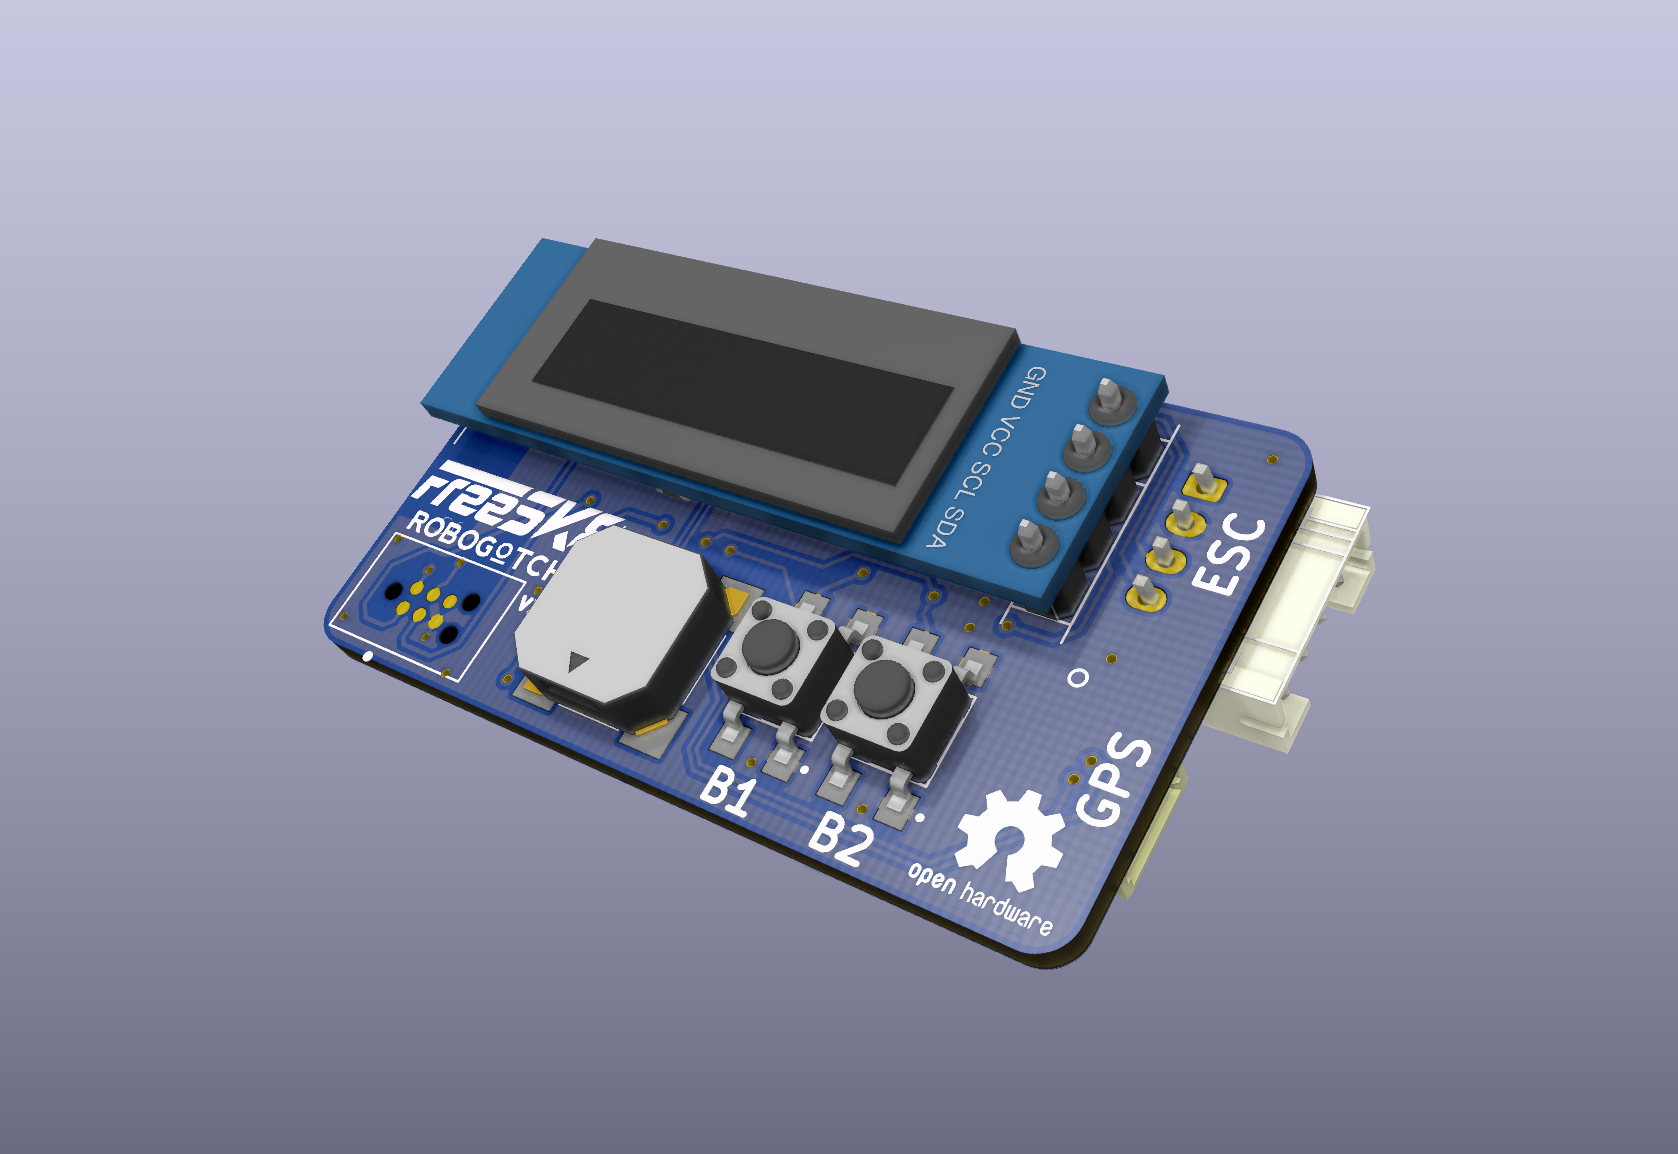 GND VCC SCL SDA
ESC
ROBOGOTCH
GPS
B1
B2
open hardware